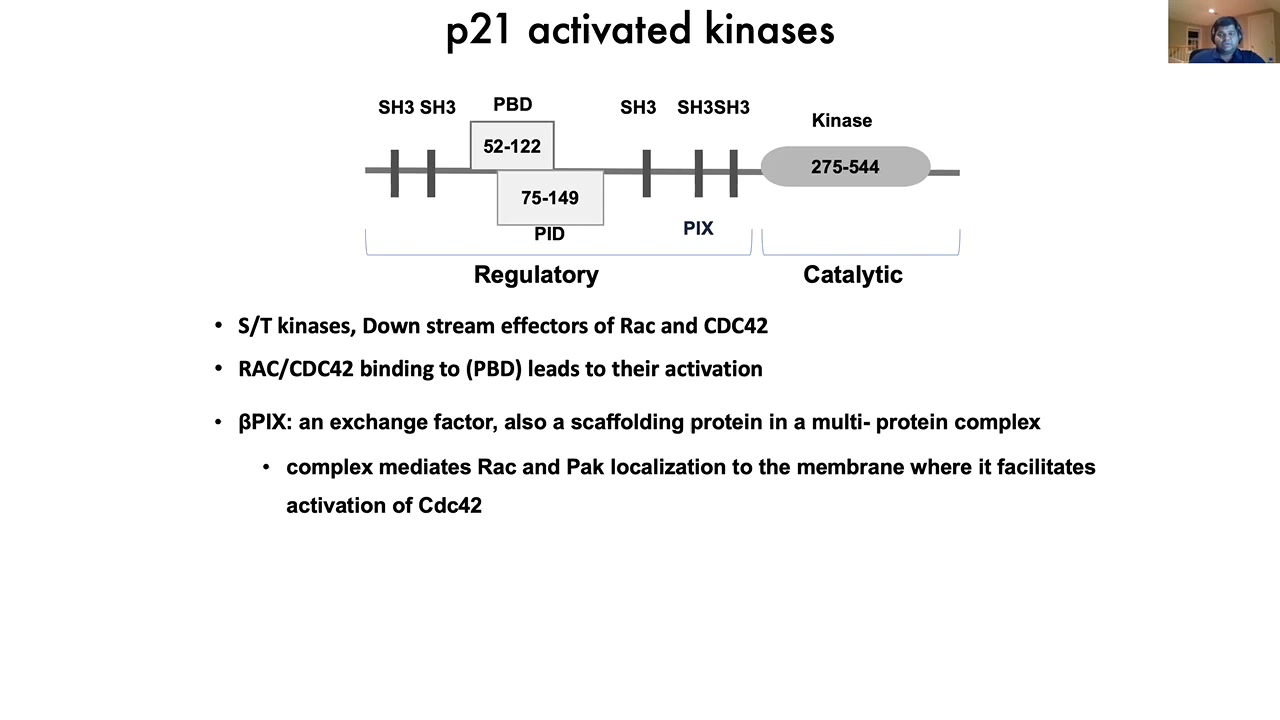 p21 activated kinases
SH3 SH3 PBD SH3 SH3SH3 Kinase
52-122
275-544
75-149
PID PIX
Regulatory Catalytic
• S/T kinases, Down stream effectors of Rac and CDC42
• RAC/CDC42 binding to (PBD) leads to their activation
• βPIX: an exchange factor, also a scaffolding protein in a multi- protein complex
• complex mediates Rac and Pak localization to the membrane where it facilitates
activation of Cdc42